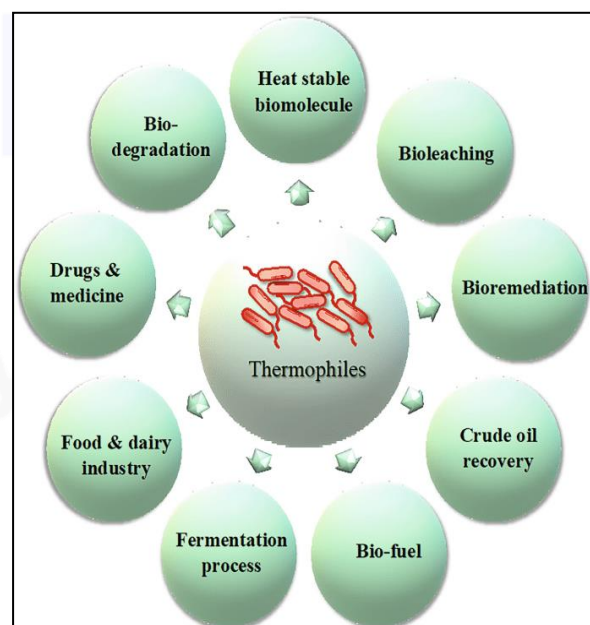 Heat stable
biomolecule
Bioleaching
Bioremediation
Crude oil
recovery
Bio-fuel
Fermentation
process
Food & dairy
industry
Drugs &
medicine
Bio-
degradation
Thermophiles